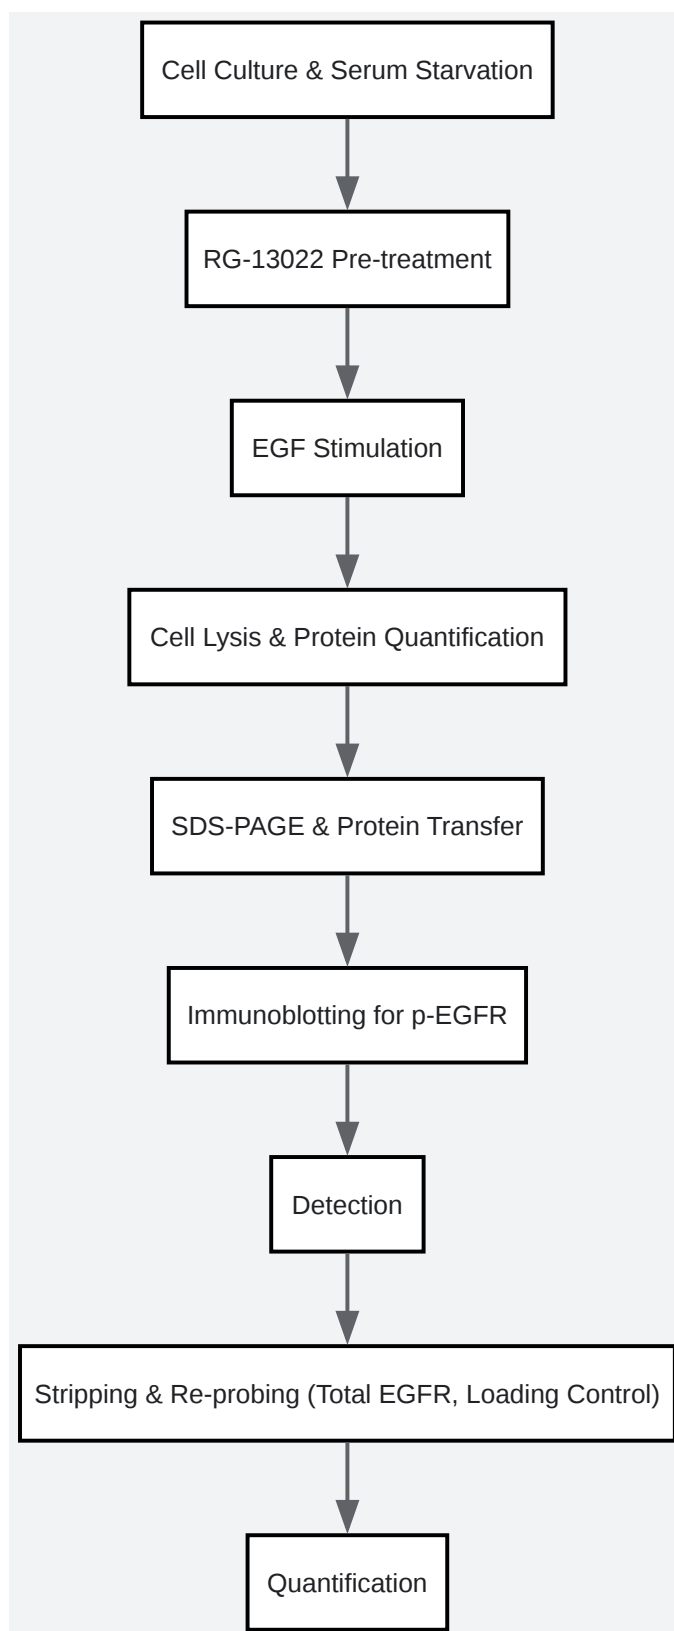 Cell Culture & Serum Starvation
RG-13022 Pre-treatment
EGF Stimulation
Cell Lysis & Protein Quantification
SDS-PAGE & Protein Transfer
Immunoblotting for p-EGFR
Detection
Stripping & Re-probing (Total EGFR, Loading Control)
Quantification